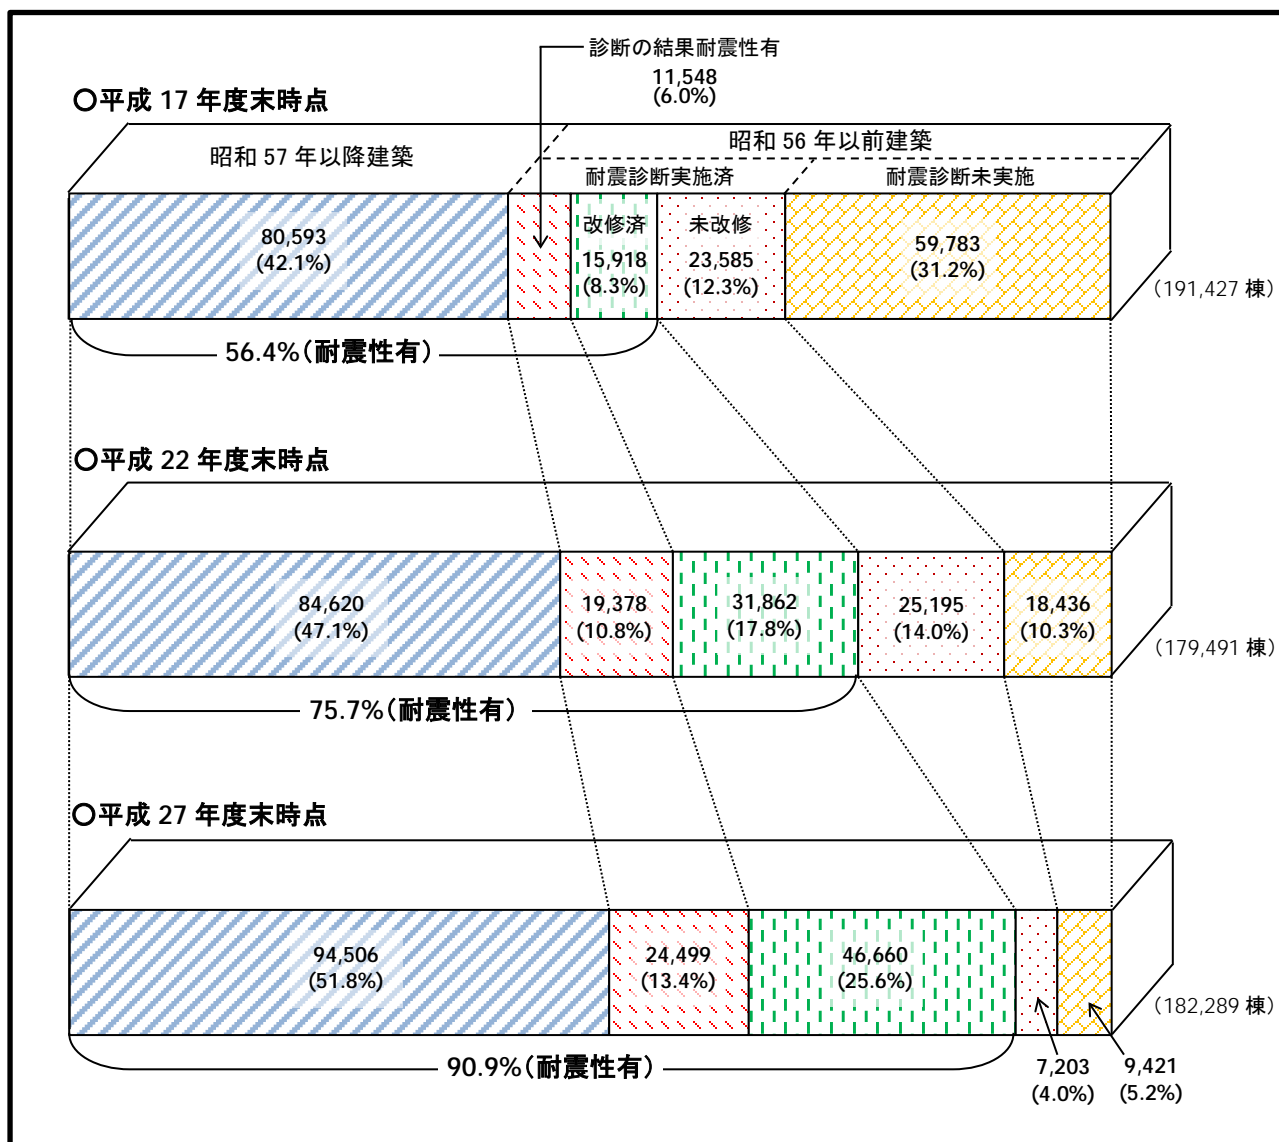 診断の結果耐震性有
11,548
(6.0%)
〇平成 17 年度末時点
昭和 57 年以降建築
昭和 56 年以前建築
耐震診断実施済
耐震診断未実施
80,593
(42.1%)
改修済
15,918
(8.3%)
未改修
23,585
(12.3%)
59,783
(31.2%)
（191,427 棟）
56.4%（耐震性有）
〇平成 22 年度末時点
84,620
(47.1%)
19,378
(10.8%)
31,862
(17.8%)
25,195
(14.0%)
18,436
(10.3%)
（179,491 棟）
75.7%（耐震性有）
〇平成 27 年度末時点
94,506
(51.8%)
24,499
(13.4%)
46,660
(25.6%)
（182,289 棟）
7,203
(4.0%)
9,421
(5.2%)
90.9%（耐震性有）